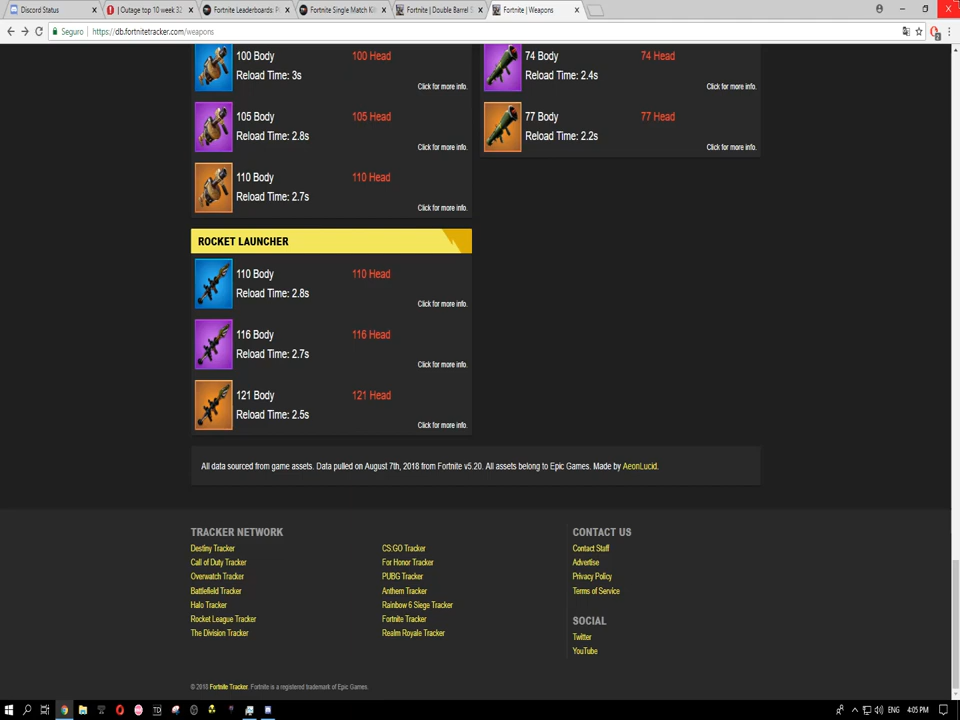 Discord Status
| Outage top 10 week 32
Fortnite Leaderboards: P
Fortnite Single Match Kil
Fortnite | Double Barrel S
Fortnite | Weapons
Seguro
https://db.fortnitetracker.com/weapons
100 Body 100 Head
Reload Time: 3s
Click for more info.
105 Body 105 Head
Reload Time: 2.8s
Click for more info.
110 Body 110 Head
Reload Time: 2.7s
Click for more info.
74 Body 74 Head
Reload Time: 2.4s
Click for more info.
77 Body 77 Head
Reload Time: 2.2s
Click for more info.
ROCKET LAUNCHER
110 Body 110 Head
Reload Time: 2.8s
Click for more info.
116 Body 116 Head
Reload Time: 2.7s
Click for more info.
121 Body 121 Head
Reload Time: 2.5s
Click for more info.
All data sourced from game assets. Data pulled on August 7th, 2018 from Fortnite v5.20. All assets belong to Epic Games. Made by AeonLucid.
TRACKER NETWORK
Destiny Tracker
Call of Duty Tracker
Overwatch Tracker
Battlefield Tracker
Halo Tracker
Rocket League Tracker
The Division Tracker
CS:GO Tracker
For Honor Tracker
PUBG Tracker
Anthem Tracker
Rainbow 6 Siege Tracker
Fortnite Tracker
Realm Royale Tracker
CONTACT US
Contact Staff
Advertise
Privacy Policy
Terms of Service
SOCIAL
Twitter
YouTube
© 2018 Fortnite Tracker. Fortnite is a registered trademark of Epic Games.
TD
ENG
4:05 PM